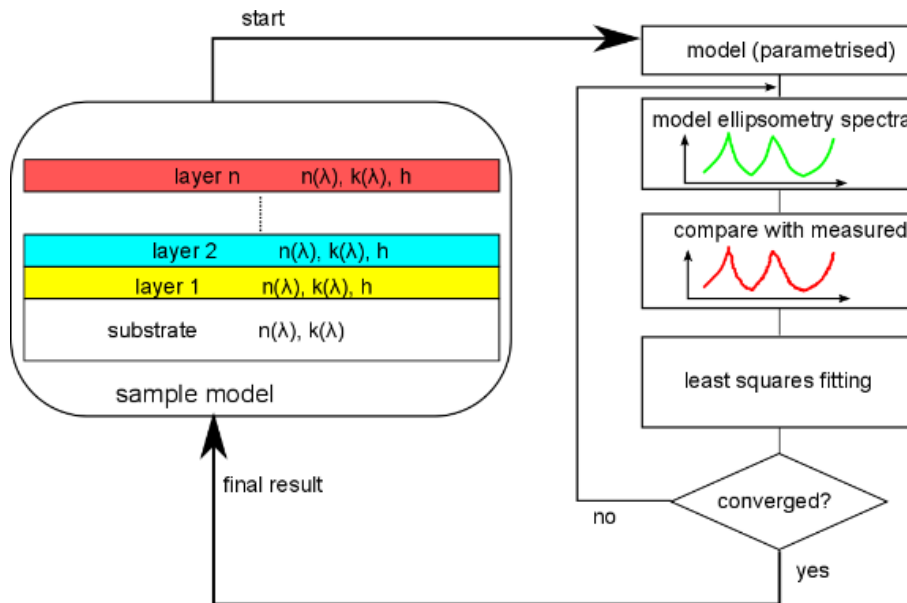 start
layer n n(λ), k(λ), h
layer 2 n(λ), k(λ), h
layer 1 n(λ), k(λ), h
substrate n(λ), k(λ)
sample model
final result
model (parametrised)
model ellipsometry spectra
compare with measured
least squares fitting
converged?
no
yes